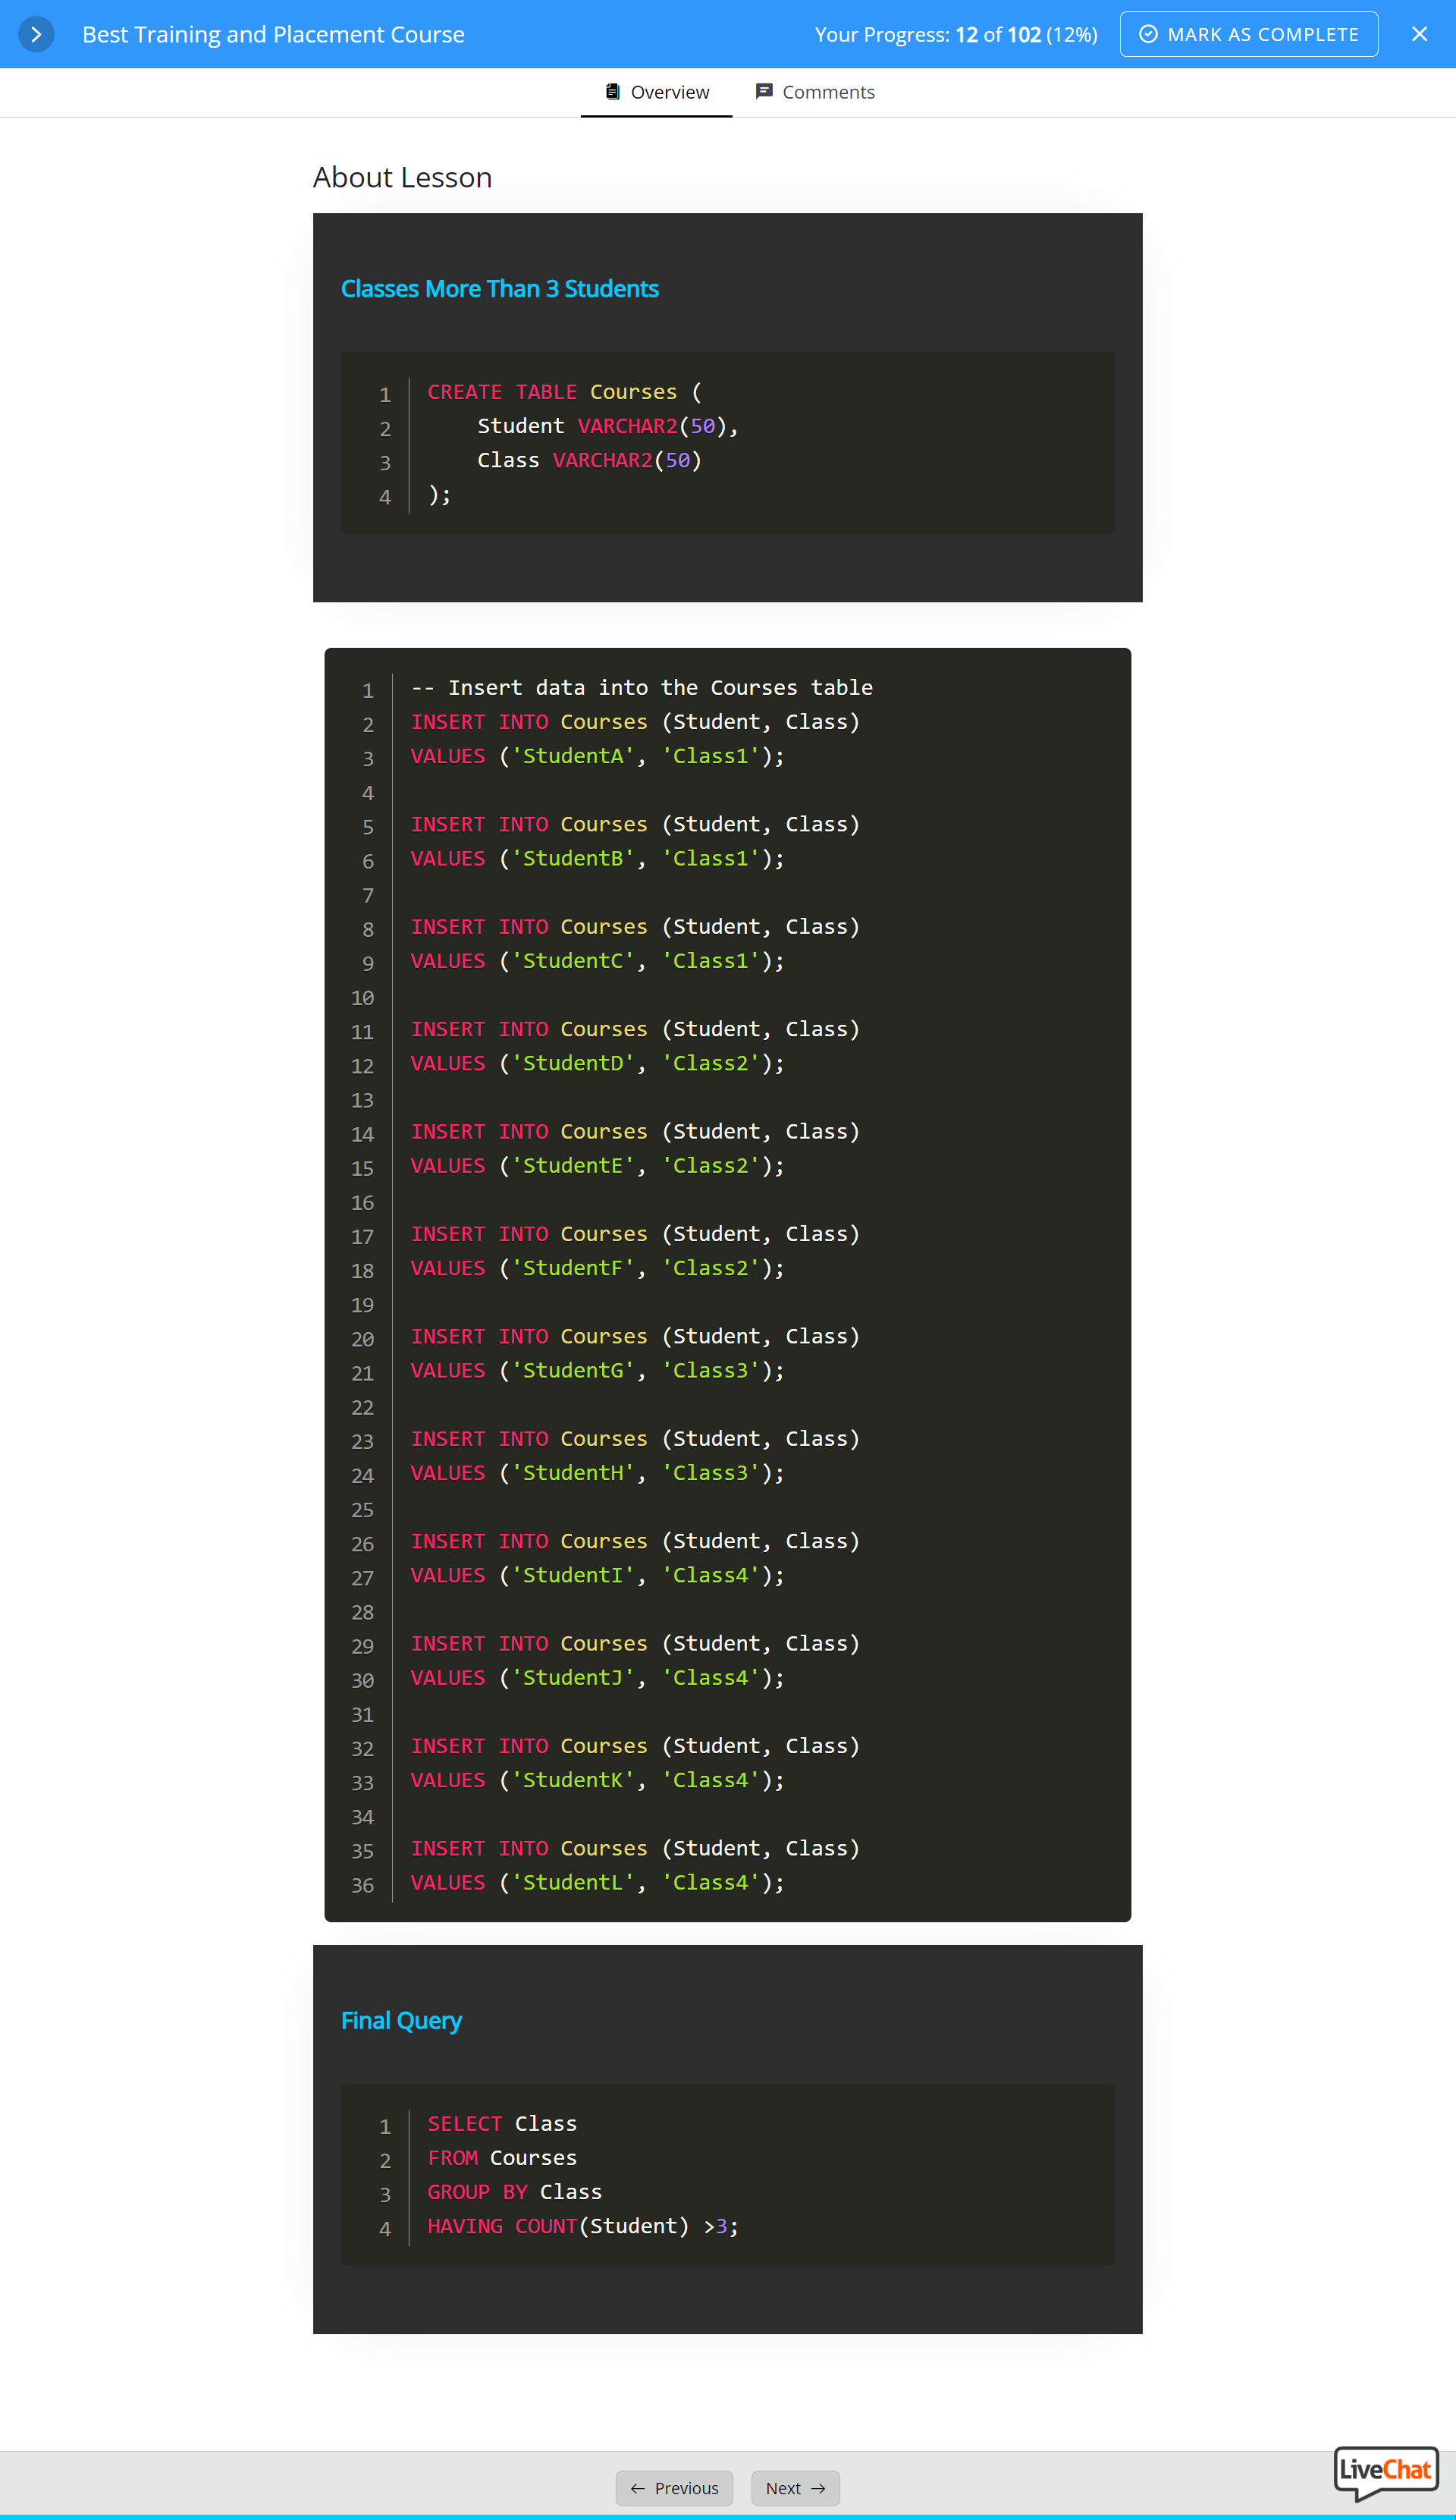 Best Training and Placement Course
Your Progress: 12 of 102 (12%)
MARK AS COMPLETE
Overview
Comments
About Lesson
Classes More Than 3 Students
1 CREATE TABLE Courses (
2     Student VARCHAR2(50),
3     Class VARCHAR2(50)
4 );
1 -- Insert data into the Courses table
2 INSERT INTO Courses (Student, Class)
3 VALUES ('StudentA', 'Class1');
4
5 INSERT INTO Courses (Student, Class)
6 VALUES ('StudentB', 'Class1');
7
8 INSERT INTO Courses (Student, Class)
9 VALUES ('StudentC', 'Class1');
10
11 INSERT INTO Courses (Student, Class)
12 VALUES ('StudentD', 'Class2');
13
14 INSERT INTO Courses (Student, Class)
15 VALUES ('StudentE', 'Class2');
16
17 INSERT INTO Courses (Student, Class)
18 VALUES ('StudentF', 'Class2');
19
20 INSERT INTO Courses (Student, Class)
21 VALUES ('StudentG', 'Class3');
22
23 INSERT INTO Courses (Student, Class)
24 VALUES ('StudentH', 'Class3');
25
26 INSERT INTO Courses (Student, Class)
27 VALUES ('StudentI', 'Class4');
28
29 INSERT INTO Courses (Student, Class)
30 VALUES ('StudentJ', 'Class4');
31
32 INSERT INTO Courses (Student, Class)
33 VALUES ('StudentK', 'Class4');
34
35 INSERT INTO Courses (Student, Class)
36 VALUES ('StudentL', 'Class4');
Final Query
1 SELECT Class
2 FROM Courses
3 GROUP BY Class
4 HAVING COUNT(Student) >3;
LiveChat
← Previous
Next →